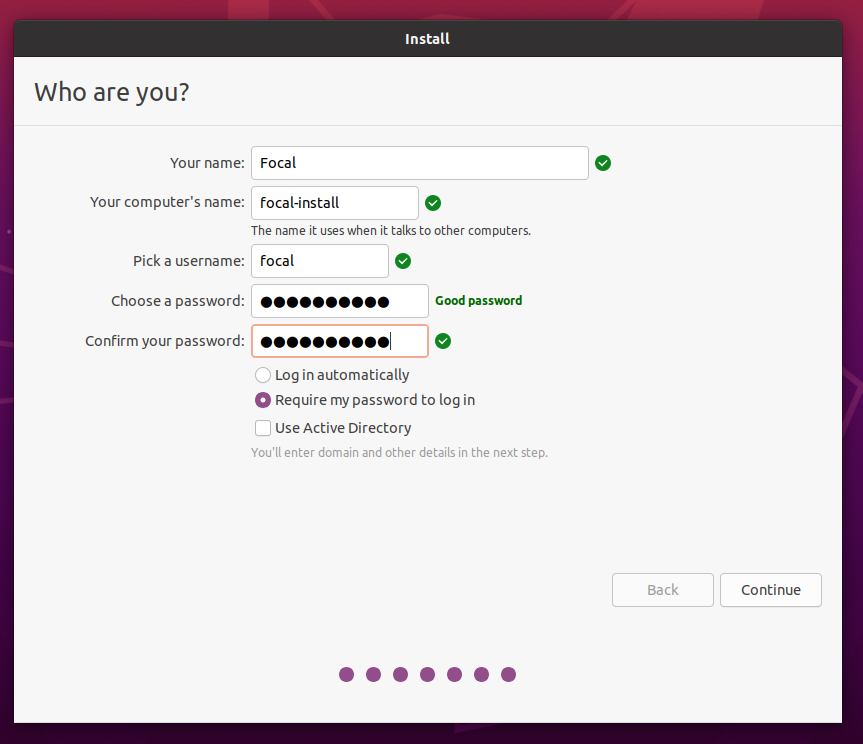 Install
Who are you?
Your name: Focal
Your computer's name: focal-install
The name it uses when it talks to other computers.
Pick a username: focal
Choose a password: ●●●●●●●●●● Good password
Confirm your password: ●●●●●●●●●●
Log in automatically
Require my password to log in
Use Active Directory
You'll enter domain and other details in the next step.
Back Continue